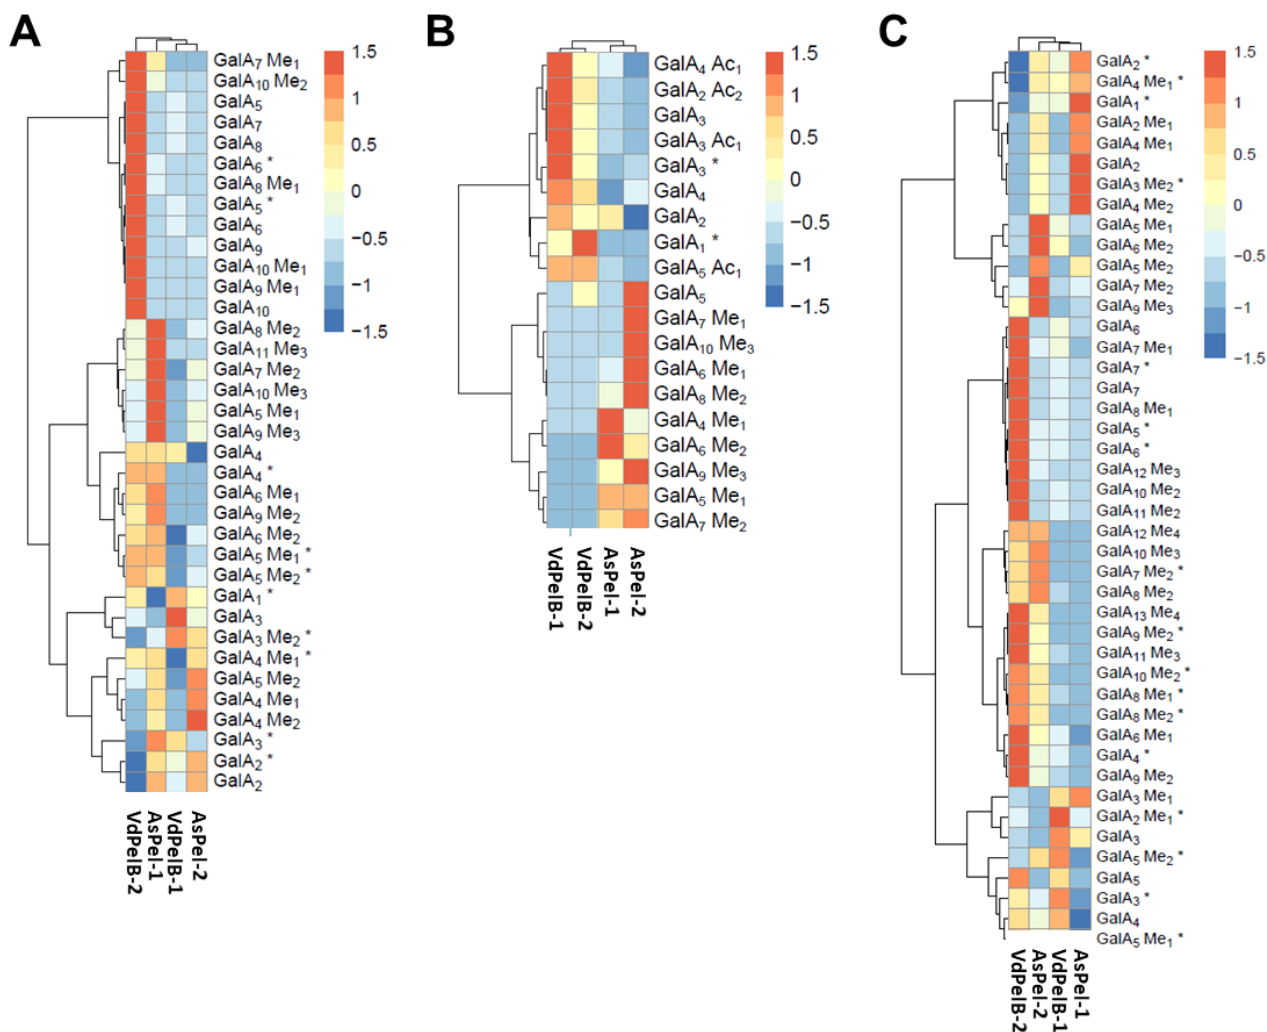 A
GalA7 Me1
GalA10 Me2
GalA5
GalA7
GalA8
GalA6 *
GalA8 Me1
GalA5 *
GalA6
GalA9
GalA10 Me1
GalA9 Me1
GalA10
GalA8 Me2
GalA11 Me3
GalA7 Me2
GalA10 Me3
GalA5 Me1
GalA9 Me3
GalA4
GalA4 *
GalA6 Me1
GalA9 Me2
GalA6 Me2
GalA5 Me1 *
GalA5 Me2 *
GalA1 *
GalA3
GalA3 Me2 *
GalA4 Me1 *
GalA5 Me2
GalA4 Me1
GalA4 Me2
GalA3 *
GalA2 *
GalA2
1.5
1
0.5
0
−0.5
−1
−1.5
VdPelB-2
AsPel-1
VdPelB-1
AsPel-2
B
GalA4 Ac1
GalA2 Ac2
GalA3
GalA3 Ac1
GalA3 *
GalA4
GalA2
GalA1 *
GalA5 Ac1
GalA5
GalA7 Me1
GalA10 Me3
GalA6 Me1
GalA8 Me2
GalA4 Me1
GalA6 Me2
GalA9 Me3
GalA5 Me1
GalA7 Me2
1.5
1
0.5
0
−0.5
−1
−1.5
VdPelB-1
VdPelB-2
AsPel-1
AsPel-2
C
GalA2 *
GalA4 Me1 *
GalA1 *
GalA2 Me1
GalA4 Me1
GalA2
GalA3 Me2 *
GalA4 Me2
GalA5 Me1
GalA6 Me2
GalA5 Me2
GalA7 Me2
GalA9 Me3
GalA6
GalA7 Me1
GalA7 *
GalA7
GalA8 Me1
GalA5 *
GalA6 *
GalA12 Me3
GalA10 Me2
GalA11 Me2
GalA12 Me4
GalA10 Me3
GalA7 Me2 *
GalA8 Me2
GalA13 Me4
GalA9 Me2 *
GalA11 Me3
GalA10 Me2 *
GalA8 Me1 *
GalA8 Me2 *
GalA6 Me1
GalA4 *
GalA9 Me2
GalA3 Me1
GalA2 Me1 *
GalA3
GalA5 Me2 *
GalA5
GalA3 *
GalA4
GalA5 Me1 *
1.5
1
0.5
0
−0.5
−1
−1.5
VdPelB-2
AsPel-2
VdPelB-1
AsPel-1